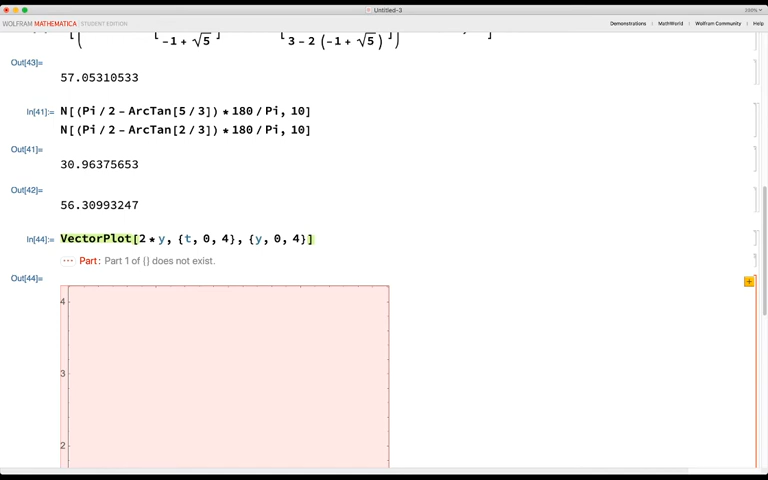 Untitled-3
WOLFRAM MATHEMATICA | STUDENT EDITION
Demonstrations | MathWorld | Wolfram Community | Help
-1 + √5
3 - 2 (-1 + √5)
Out[43]=
57.05310533
In[41]:= N[(Pi / 2 - ArcTan[5 / 3]) * 180 / Pi, 10]
N[(Pi / 2 - ArcTan[2 / 3]) * 180 / Pi, 10]
Out[41]=
30.96375653
Out[42]=
56.30993247
In[44]:= VectorPlot[2 * y, {t, 0, 4}, {y, 0, 4}]
Part: Part 1 of {} does not exist.
Out[44]=
4
3
2